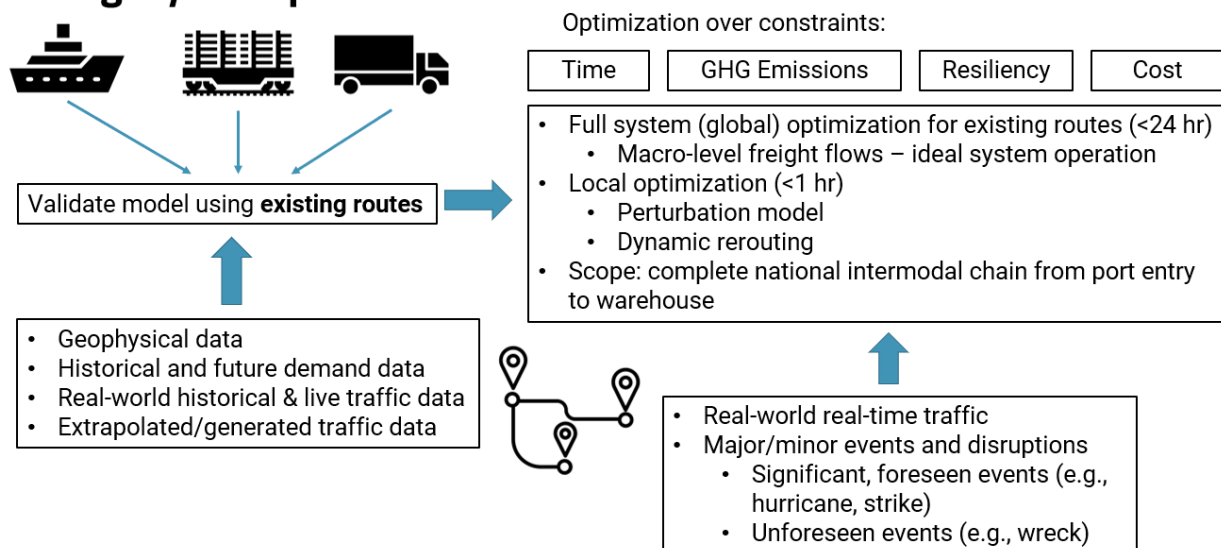 Optimization over constraints:
Time
GHG Emissions
Resiliency
Cost
Validate model using existing routes
• Full system (global) optimization for existing routes (<24 hr)
• Macro-level freight flows – ideal system operation
• Local optimization (<1 hr)
• Perturbation model
• Dynamic rerouting
• Scope: complete national intermodal chain from port entry
to warehouse
• Geophysical data
• Historical and future demand data
• Real-world historical & live traffic data
• Extrapolated/generated traffic data
• Real-world real-time traffic
• Major/minor events and disruptions
• Significant, foreseen events (e.g.,
hurricane, strike)
• Unforeseen events (e.g., wreck)